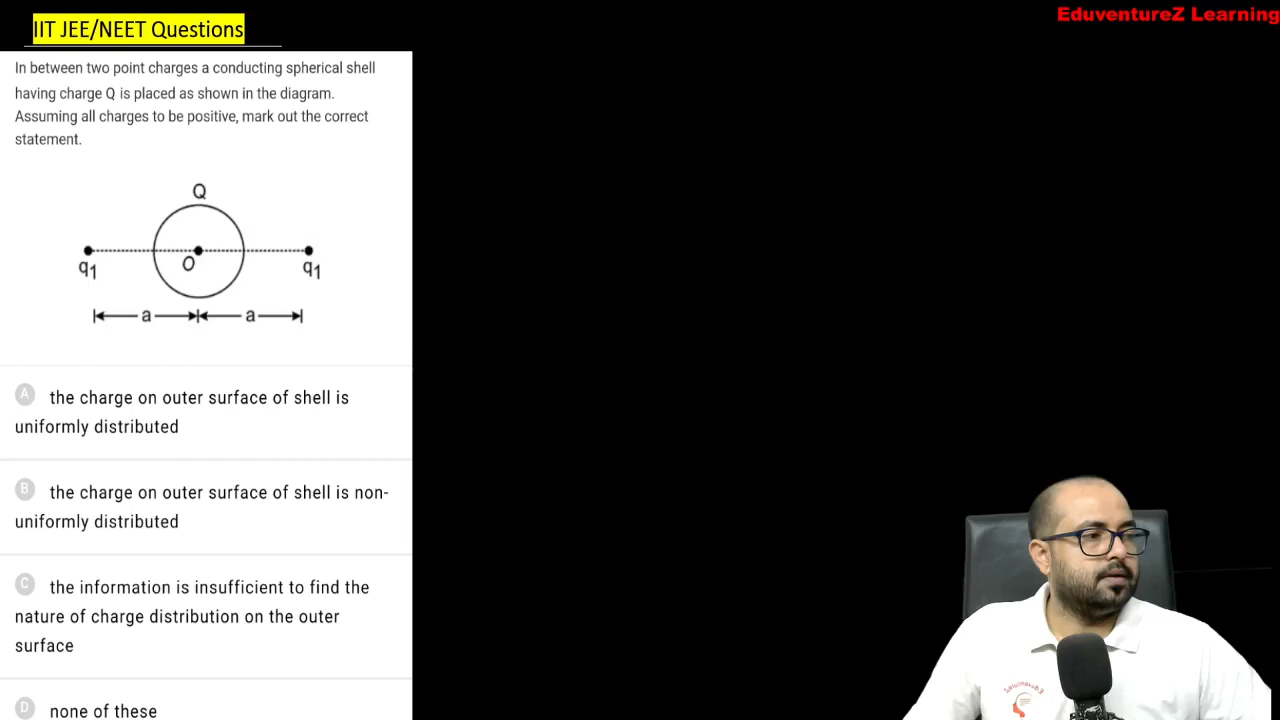 IIT JEE/NEET Questions
EduventureZ Learning
In between two point charges a conducting spherical shell
having charge Q is placed as shown in the diagram.
Assuming all charges to be positive, mark out the correct
statement.
Q
O
q1
q1
a
a
A the charge on outer surface of shell is
uniformly distributed
B the charge on outer surface of shell is non-
uniformly distributed
C the information is insufficient to find the
nature of charge distribution on the outer
surface
D none of these